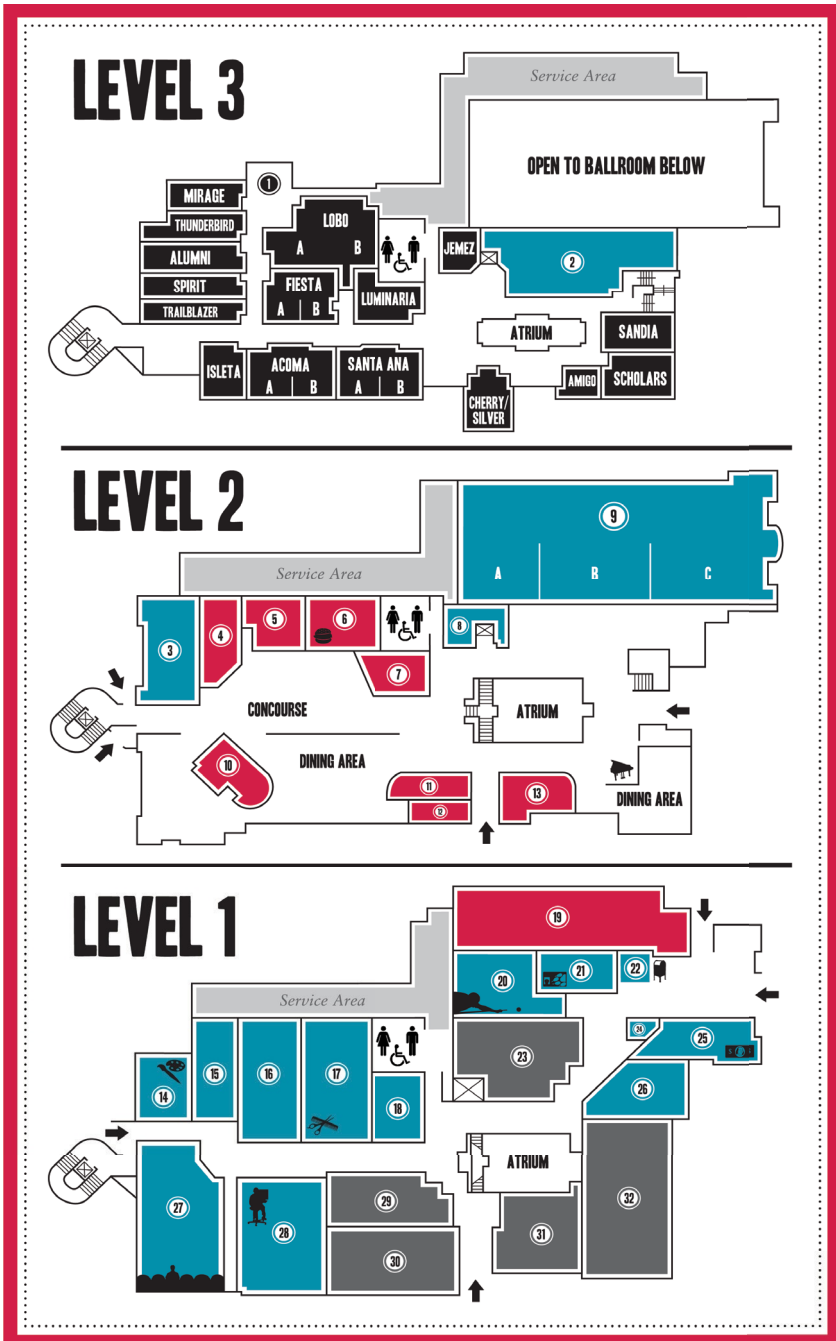 LEVEL 3
Service Area
OPEN TO BALLROOM BELOW
1
MIRAGE
THUNDERBIRD
ALUMNI
SPIRIT
TRAILBLAZER
LOBO
A B
FIESTA
A B
LUMINARIA
JEMEZ
2
ATRIUM
SANDIA
ISLETA
ACOMA
A B
SANTA ANA
A B
CHERRY/
SILVER
AMIGO
SCHOLARS
LEVEL 2
Service Area
9
A B C
3
4
5
6
7
8
CONCOURSE
ATRIUM
10
DINING AREA
11
12
13
DINING AREA
LEVEL 1
Service Area
19
20
21
22
14
15
16
17
18
23
24
25
26
ATRIUM
27
28
29
30
31
32